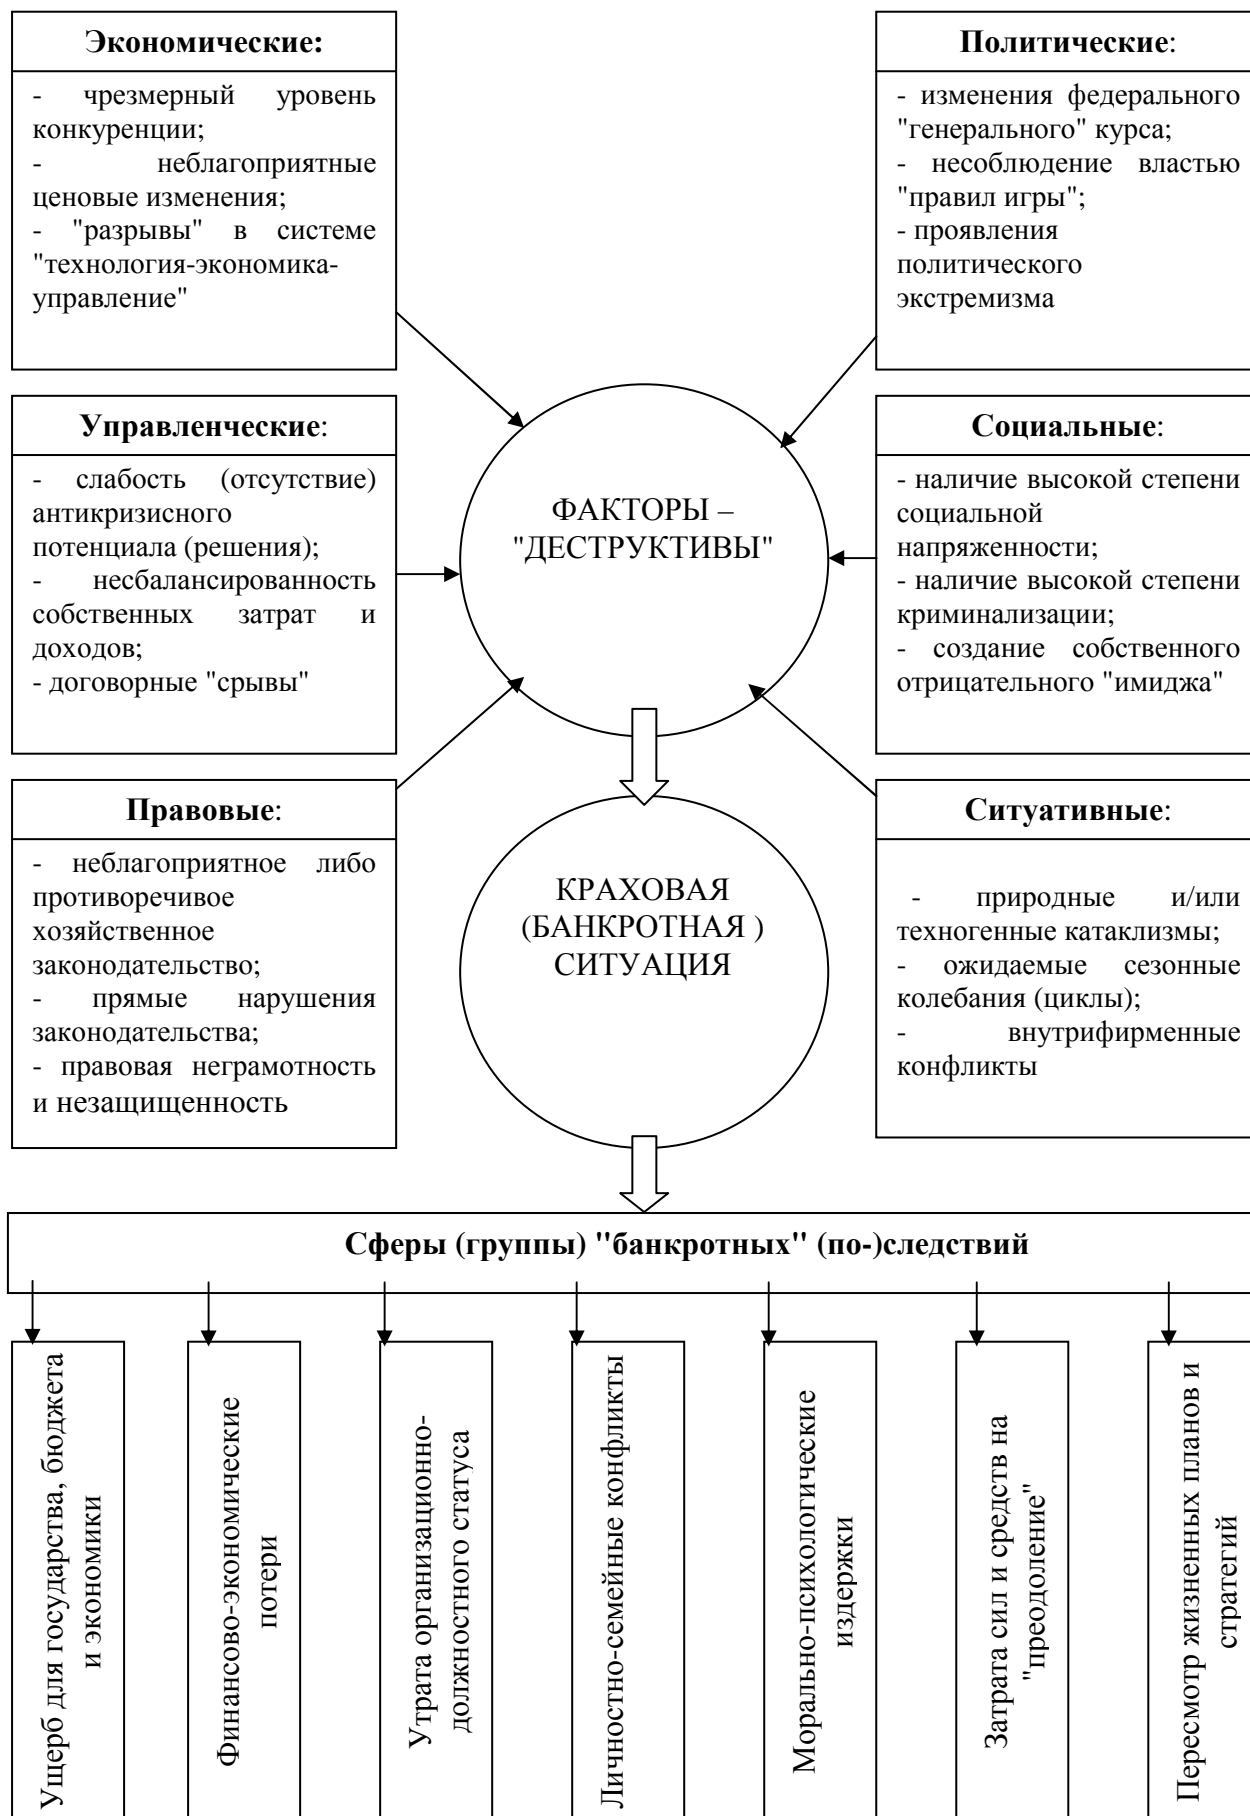 Экономические:
- чрезмерный уровень
конкуренции;
- неблагоприятные
ценовые изменения;
- "разрывы" в системе
"технология-экономика-
управление"
Политические:
- изменения федерального
"генерального" курса;
- несоблюдение властью
"правил игры";
- проявления
политического
экстремизма
Управленческие:
- слабость (отсутствие)
антикризисного
потенциала (решения);
- несбалансированность
собственных затрат и
доходов;
- договорные "срывы"
ФАКТОРЫ –
"ДЕСТРУКТИВЫ"
Социальные:
- наличие высокой степени
социальной
напряженности;
- наличие высокой степени
криминализации;
- создание собственного
отрицательного "имиджа"
Правовые:
- неблагоприятное либо
противоречивое
хозяйственное
законодательство;
- прямые нарушения
законодательства;
- правовая неграмотность
и незащищенность
КРАХОВАЯ
(БАНКРОТНАЯ )
СИТУАЦИЯ
Ситуативные:
- природные и/или
техногенные катаклизмы;
- ожидаемые сезонные
колебания (циклы);
- внутрифирменные
конфликты
Сферы (группы) "банкротных" (по-)следствий
Ущерб для государства, бюджета
и экономики
Финансово-экономические
потери
Утрата организационно-
должностного статуса
Личностно-семейные конфликты
Морально-психологические
издержки
Затрата сил и средств на
"преодоление"
Пересмотр жизненных планов и
стратегий